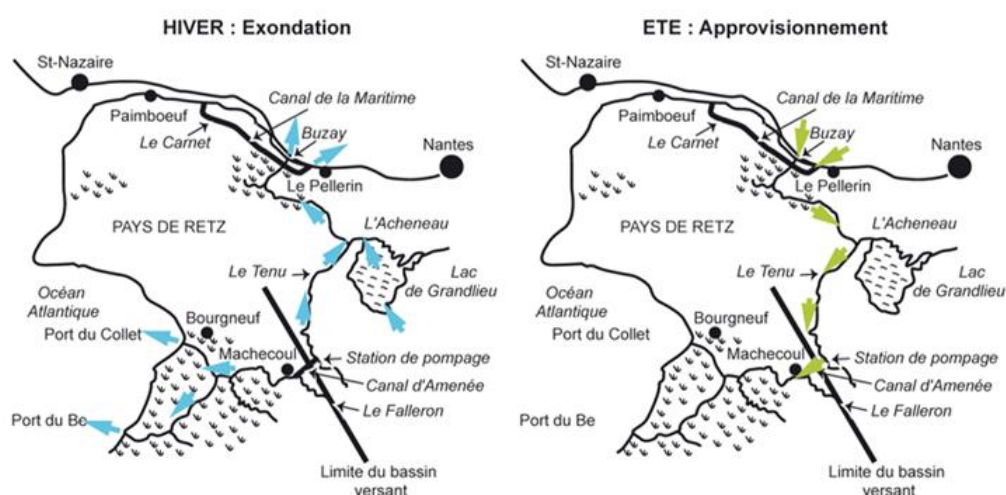 HIVER : Exondation
St-Nazaire
Canal de la Maritime
Paimboeuf
Buzay
Le Carnet
Nantes
Le Pellerin
PAYS DE RETZ
L'Acheneau
Le Tenu
Lac
de Grandlieu
Océan
Atlantique
Bourgneuf
Port du Collet
Machecoul
Station de pompage
Canal d'Amenée
Le Falleron
Port du Be
Limite du bassin
versant
ETE : Approvisionnement
St-Nazaire
Canal de la Maritime
Paimboeuf
Buzay
Le Carnet
Nantes
Le Pellerin
PAYS DE RETZ
L'Acheneau
Le Tenu
Lac
de Grandlieu
Océan
Atlantique
Bourgneuf
Port du Collet
Machecoul
Station de pompage
Canal d'Amenée
Le Falleron
Port du Be
Limite du bassin
versant